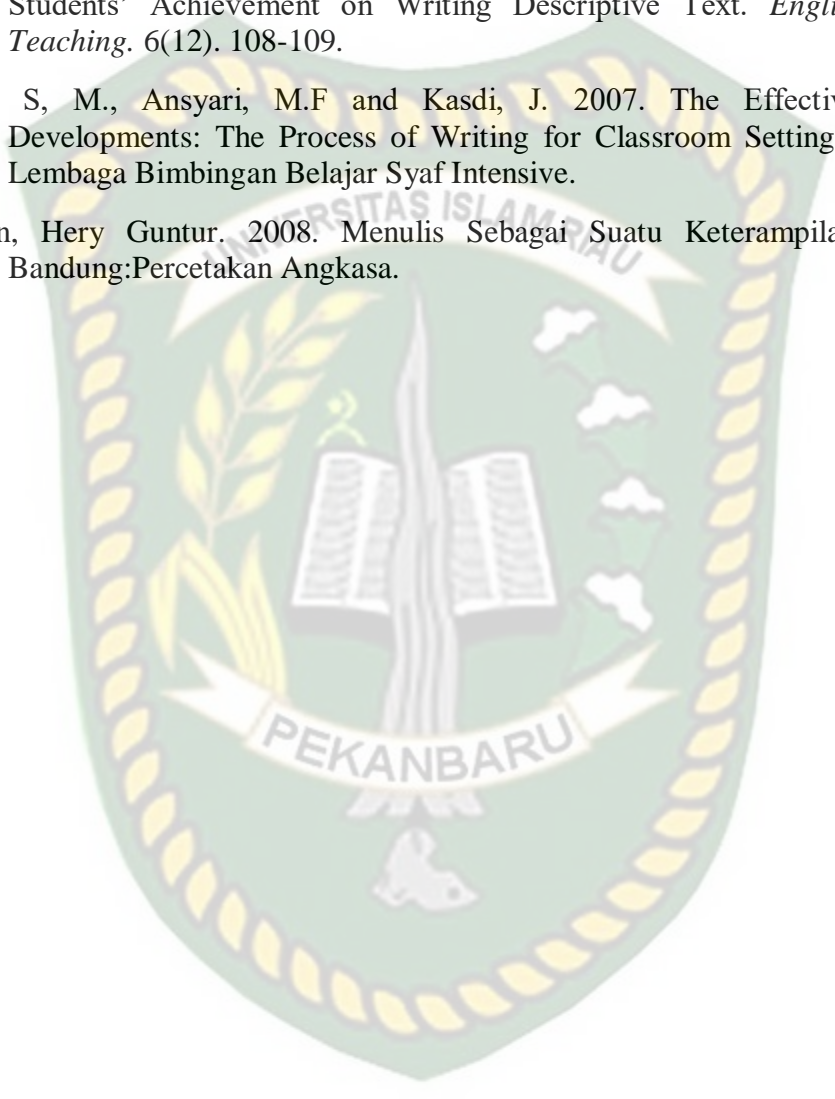 Students' Achievement on Writing Descriptive Text. Engli
Teaching. 6(12). 108-109.
S, M., Ansyari, M.F and Kasdi, J. 2007. The Effectiv
Developments: The Process of Writing for Classroom Setting
Lembaga Bimbingan Belajar Syaf Intensive.
n, Hery Guntur. 2008. Menulis Sebagai Suatu Keterampila
Bandung:Percetakan Angkasa.
UNIVERSITAS ISLAM RIAU
PEKANBARU